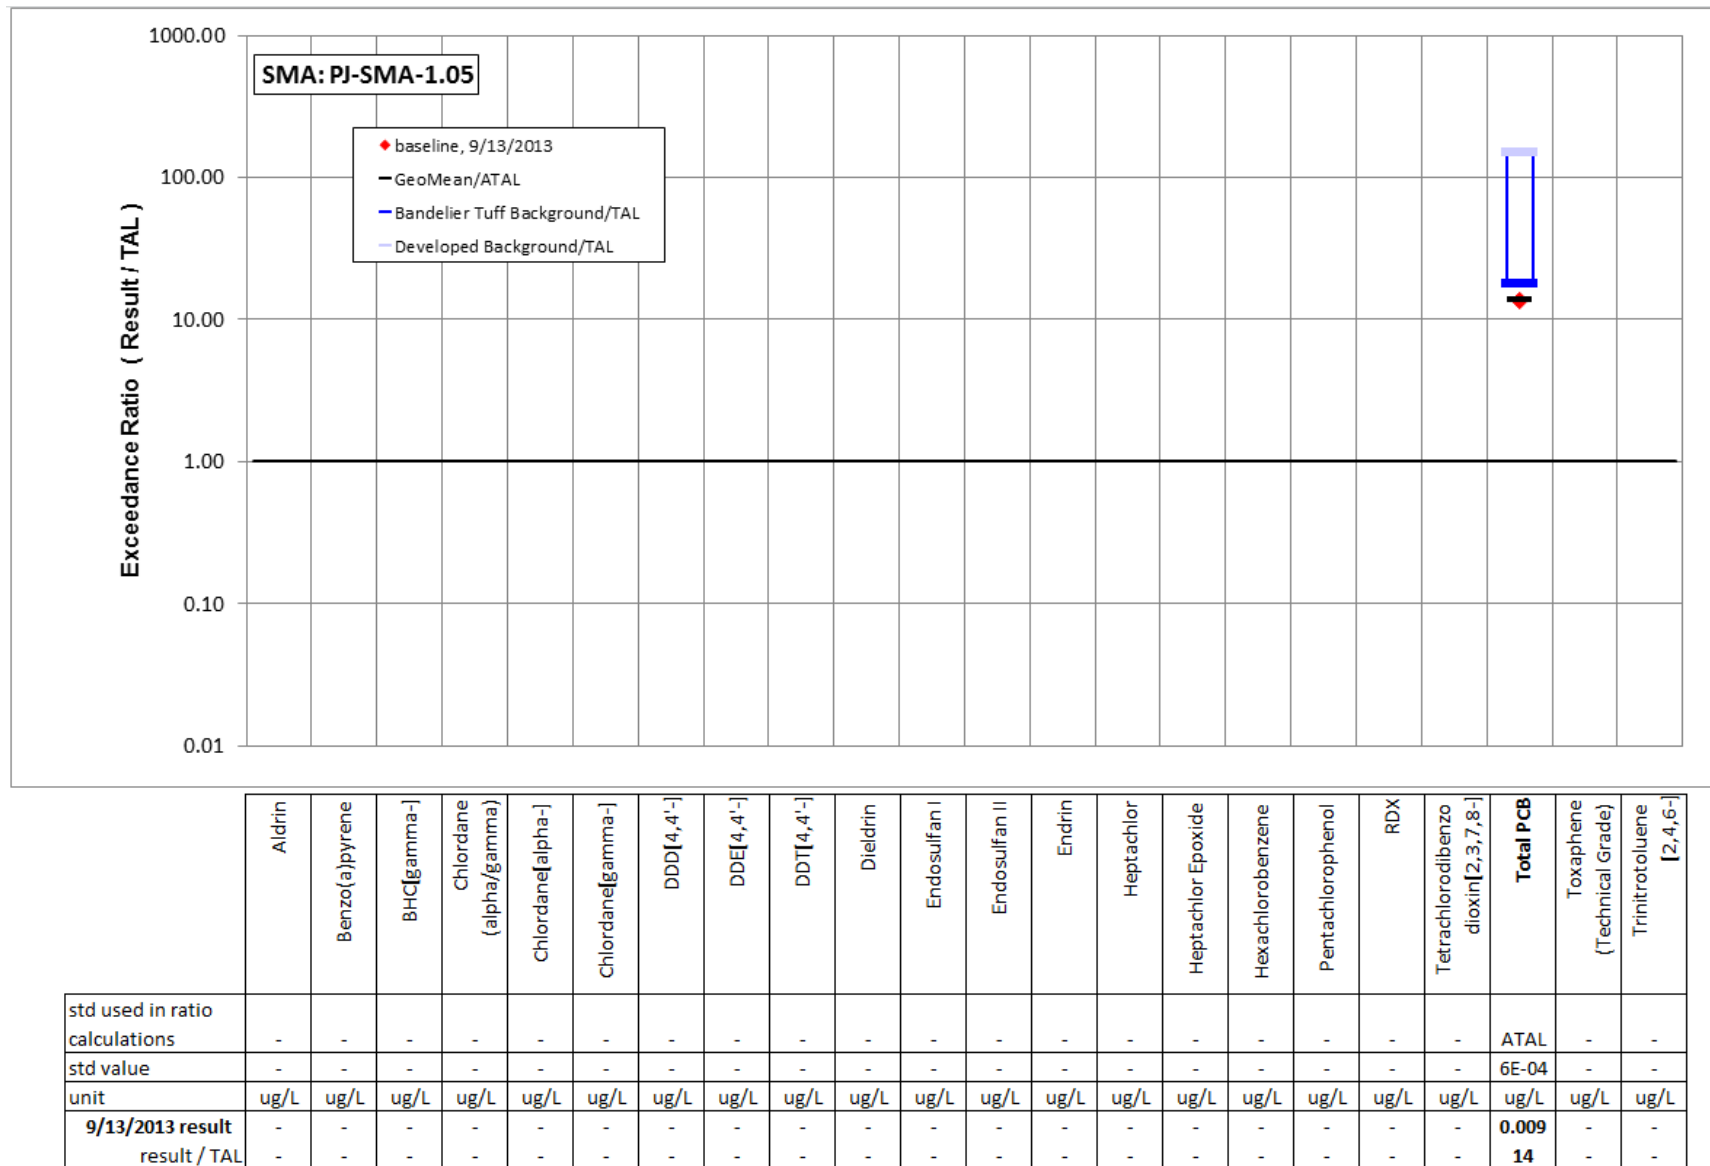 1000.00
SMA: PJ-SMA-1.05
baseline, 9/13/2013
GeoMean/ATAL
Bandelier Tuff Background/TAL
Developed Background/TAL
100.00
10.00
1.00
0.10
0.01
Exceedance Ratio ( Result / TAL )
Aldrin
Benzo(a)pyrene
BHC[gamma-]
Chlordane
(alpha/gamma)
Chlordane[alpha-]
Chlordane[gamma-]
DDD[4,4'-]
DDE[4,4'-]
DDT[4,4'-]
Dieldrin
Endosulfan I
Endosulfan II
Endrin
Heptachlor
Heptachlor Epoxide
Hexachlorobenzene
Pentachlorophenol
RDX
Tetrachlorodibenzo
dioxin[2,3,7,8-]
Total PCB
Toxaphene
(Technical Grade)
Trinitrotoluene
[2,4,6-]
std used in ratio
calculations - - - - - - - - - - - - - - - - - - - ATAL - -
std value - - - - - - - - - - - - - - - - - - - 6E-04 - -
unit ug/L ug/L ug/L ug/L ug/L ug/L ug/L ug/L ug/L ug/L ug/L ug/L ug/L ug/L ug/L ug/L ug/L ug/L ug/L ug/L ug/L ug/L
9/13/2013 result - - - - - - - - - - - - - - - - - - - 0.009 - -
result / TAL - - - - - - - - - - - - - - - - - - - 14 - -